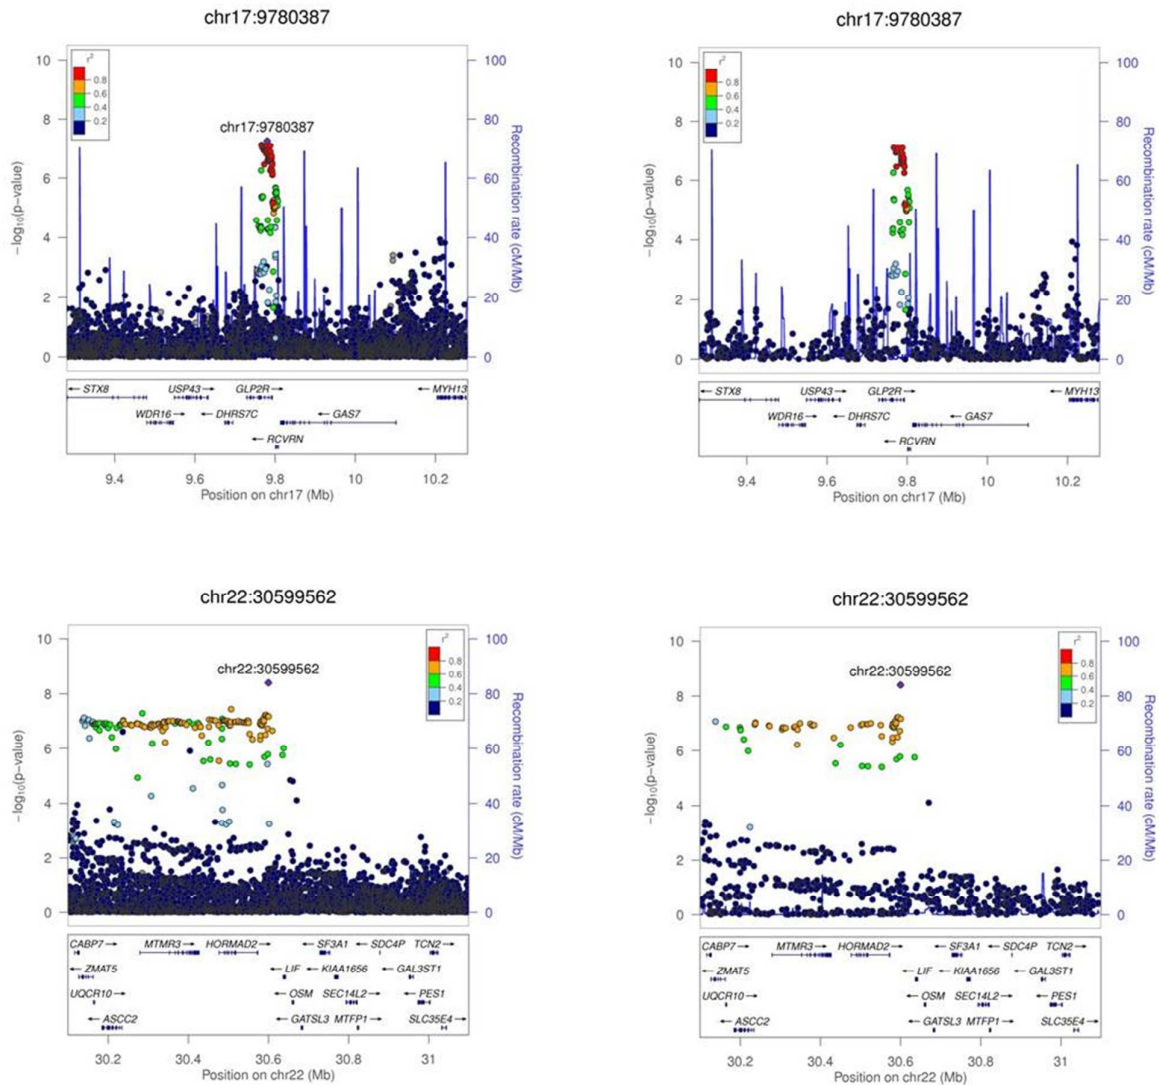 chr17:9780387
r²
0.8
0.6
0.4
0.2
chr17:9780387
10
8
6
4
2
0
−log₁₀(p−value)
100
80
60
40
20
0
Recombination rate (cM/Mb)
← STX8
USP43 →
GLP2R →
← MYH13
WDR16 →
← DHRS7C
← GAS7
← RCVRN
9.4 9.6 9.8 10 10.2
Position on chr17 (Mb)
chr17:9780387
r²
0.8
0.6
0.4
0.2
10
8
6
4
2
0
−log₁₀(p−value)
100
80
60
40
20
0
Recombination rate (cM/Mb)
← STX8
USP43 →
GLP2R →
← MYH13
WDR16 →
← DHRS7C
← GAS7
← RCVRN
9.4 9.6 9.8 10 10.2
Position on chr17 (Mb)
chr22:30599562
r²
0.8
0.6
0.4
0.2
chr22:30599562
10
8
6
4
2
0
−log₁₀(p−value)
100
80
60
40
20
0
Recombination rate (cM/Mb)
CABP7 → MTMR3 → HORMAD2 → ← SF3A1 ← SDC4P TCN2 →
← ZMAT5 ← LIF ← KIAA1656 ← GAL3ST1
UQCR10 → ← OSM SEC14L2 → ← PES1
← ASCC2 ← GATSL3 MTFP1 → SLC35E4 →
30.2 30.4 30.6 30.8 31
Position on chr22 (Mb)
chr22:30599562
r²
0.8
0.6
0.4
0.2
chr22:30599562
10
8
6
4
2
0
−log₁₀(p−value)
100
80
60
40
20
0
Recombination rate (cM/Mb)
CABP7 → MTMR3 → HORMAD2 → ← SF3A1 ← SDC4P TCN2 →
← ZMAT5 ← LIF ← KIAA1656 ← GAL3ST1
UQCR10 → ← OSM SEC14L2 → ← PES1
← ASCC2 ← GATSL3 MTFP1 → SLC35E4 →
30.2 30.4 30.6 30.8 31
Position on chr22 (Mb)